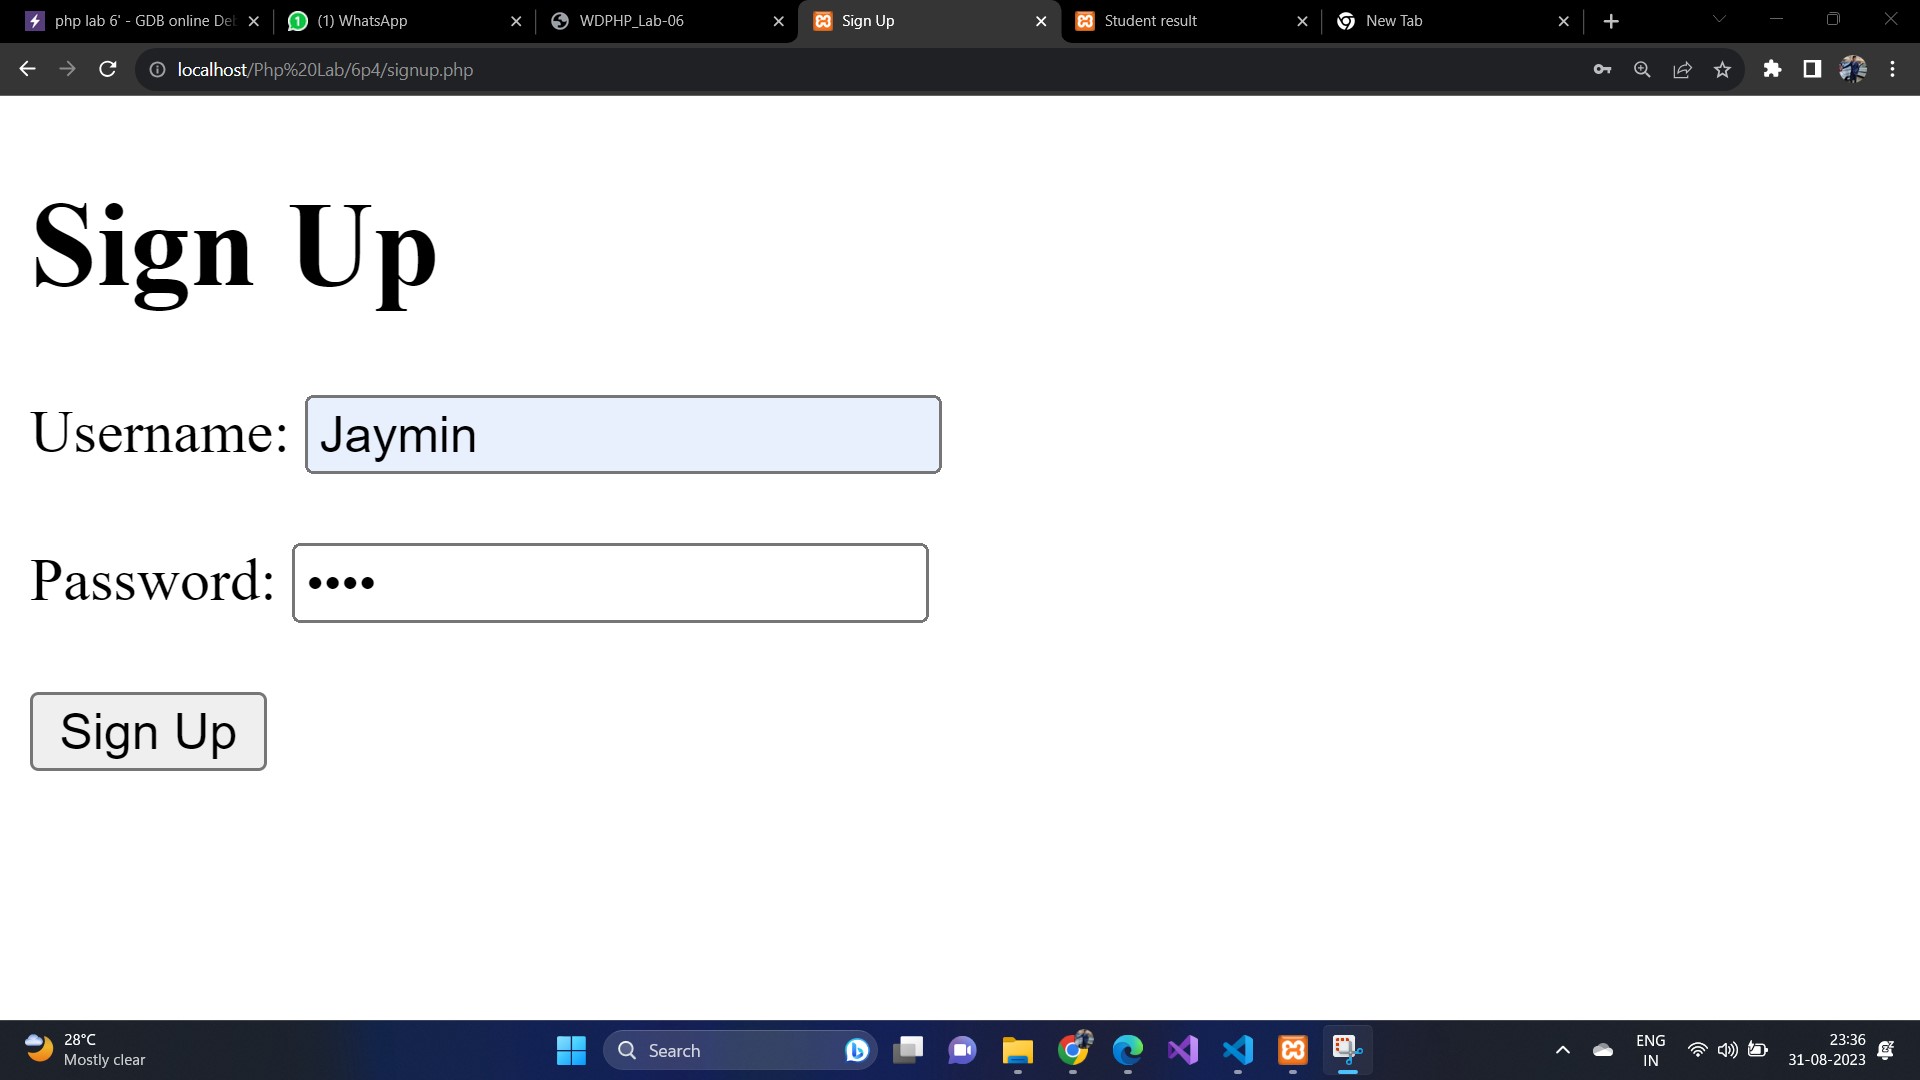 php lab 6' - GDB online De
(1) WhatsApp
WDPHP_Lab-06
Sign Up
Student result
New Tab
localhost/Php%20Lab/6p4/signup.php
Sign Up
Username: Jaymin
Password: ••••
Sign Up
28°C
Mostly clear
Search
ENG
IN
23:36
31-08-2023